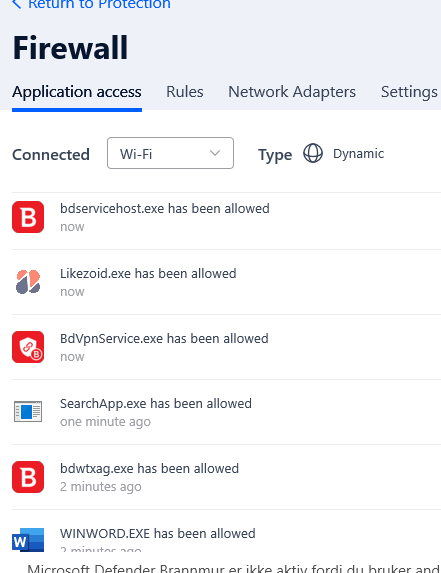 Return to Protection
Firewall
Application access Rules Network Adapters Settings
Connected Wi-Fi Type Dynamic
bdservicehost.exe has been allowed
now
Likezoid.exe has been allowed
now
BdVpnService.exe has been allowed
now
SearchApp.exe has been allowed
one minute ago
bdwtxag.exe has been allowed
2 minutes ago
WINWORD.EXE has been allowed
2 minutes ago
Microsoft Defender Brannmur er ikke aktiv fordi du bruker